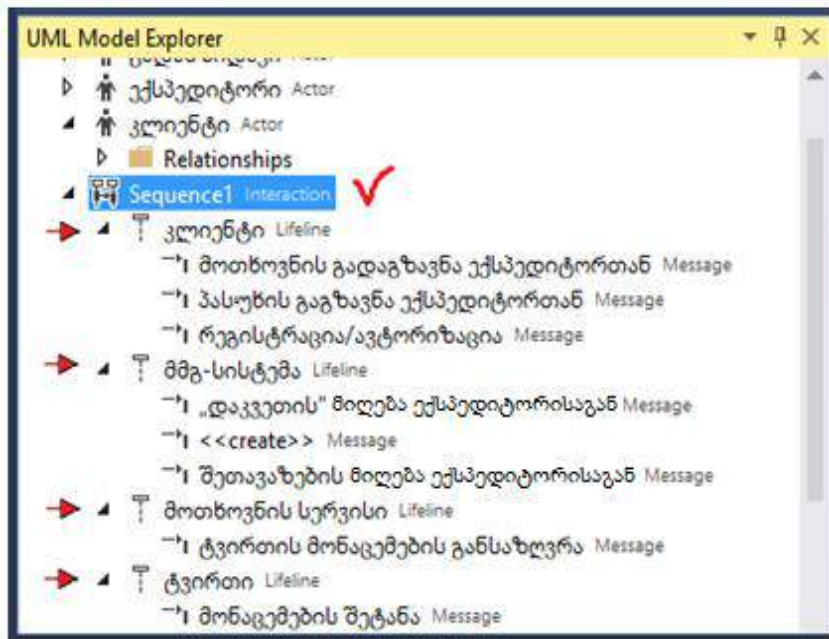 UML Model Explorer
ექსპედიტორი Actor
კლიენტი Actor
Relationships
Sequence1 Interaction
კლიენტი Lifeline
მოთხოვნის გადაგზავნა ექსპედიტორთან Message
პასუხის გაგზავნა ექსპედიტორთან Message
რეგისტრაცია/ავტორიზაცია Message
მმგ-სისტემა Lifeline
„დაკვეთის" მიღება ექსპედიტორისაგან Message
<<create>> Message
შეთავაზების მიღება ექსპედიტორისაგან Message
მოთხოვნის სერვისი Lifeline
ტვირთის მონაცემების განსაზღვრა Message
ტვირთი Lifeline
მონაცემების შეტანა Message